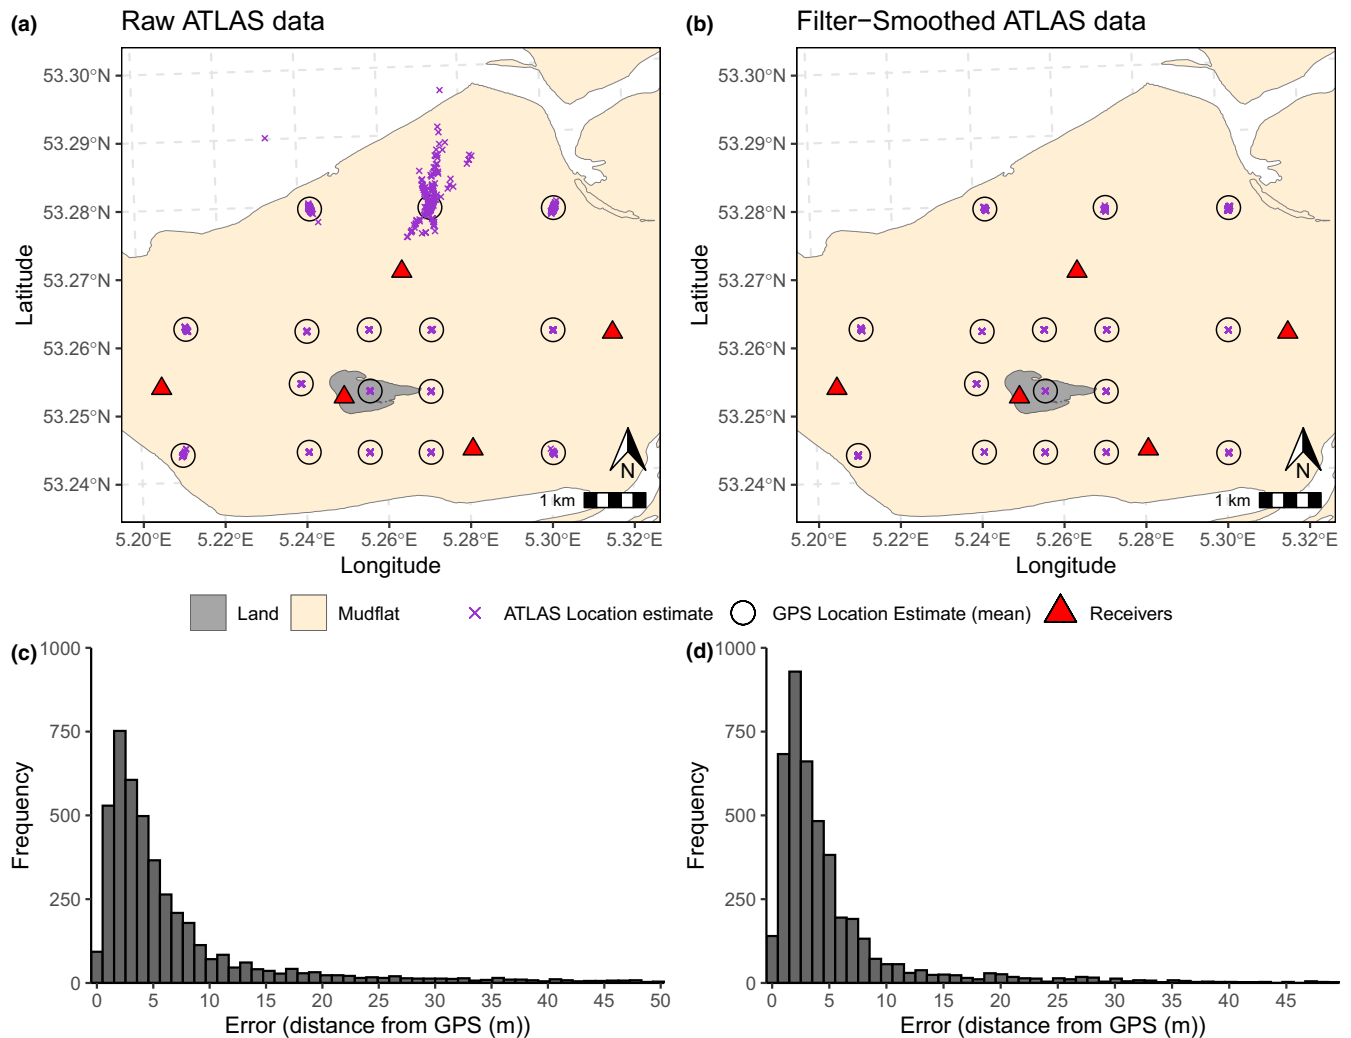 (a) Raw ATLAS data
53.30°N
53.29°N
53.28°N
53.27°N
53.26°N
53.25°N
53.24°N
Latitude
N
1 km
5.20°E 5.22°E 5.24°E 5.26°E 5.28°E 5.30°E 5.32°E
Longitude
(b) Filter−Smoothed ATLAS data
53.30°N
53.29°N
53.28°N
53.27°N
53.26°N
53.25°N
53.24°N
Latitude
N
1 km
5.20°E 5.22°E 5.24°E 5.26°E 5.28°E 5.30°E 5.32°E
Longitude
Land Mudflat ATLAS Location estimate GPS Location Estimate (mean) Receivers
(c)
1000
750
500
250
0
Frequency
0 5 10 15 20 25 30 35 40 45 50
Error (distance from GPS (m))
(d)
1000
750
500
250
0
Frequency
0 5 10 15 20 25 30 35 40 45
Error (distance from GPS (m))